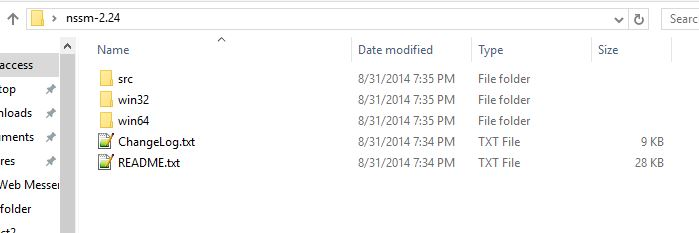 nssm-2.24
Searc
Name Date modified Type Size
access
top
nloads
uments
res
Web Messer
folder
ct2
src 8/31/2014 7:35 PM File folder
win32 8/31/2014 7:35 PM File folder
win64 8/31/2014 7:35 PM File folder
ChangeLog.txt 8/31/2014 7:34 PM TXT File 9 KB
README.txt 8/31/2014 7:34 PM TXT File 28 KB